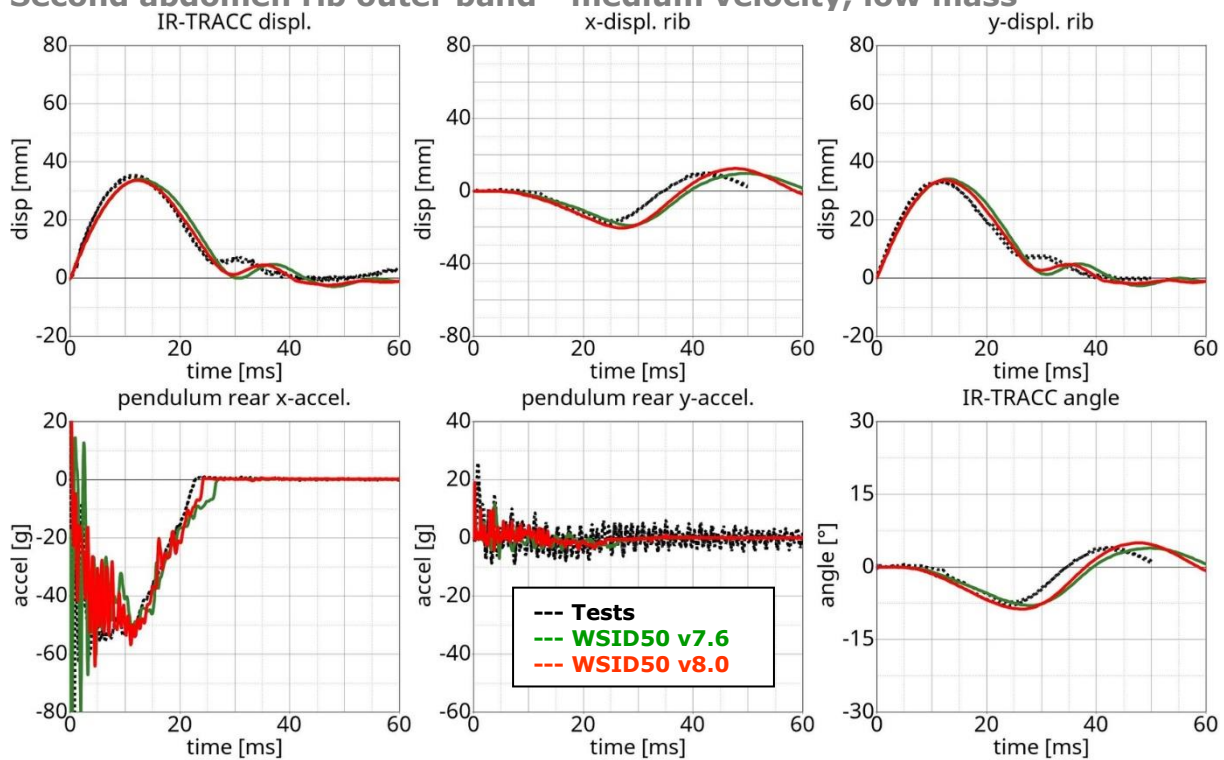 Second abdomen rib outer band - medium velocity, low mass
IR-TRACC displ.
80
60
40
20
0
-20
disp [mm]
0 20 40 60
time [ms]
x-displ. rib
80
40
0
-40
-80
disp [mm]
0 20 40 60
time [ms]
y-displ. rib
80
60
40
20
0
-20
disp [mm]
0 20 40 60
time [ms]
pendulum rear x-accel.
20
0
-20
-40
-60
-80
accel [g]
0 20 40 60
time [ms]
pendulum rear y-accel.
40
20
0
-20
-40
-60
accel [g]
0 20 40 60
time [ms]
--- Tests
--- WSID50 v7.6
--- WSID50 v8.0
IR-TRACC angle
30
15
0
-15
-30
angle [°]
0 20 40 60
time [ms]